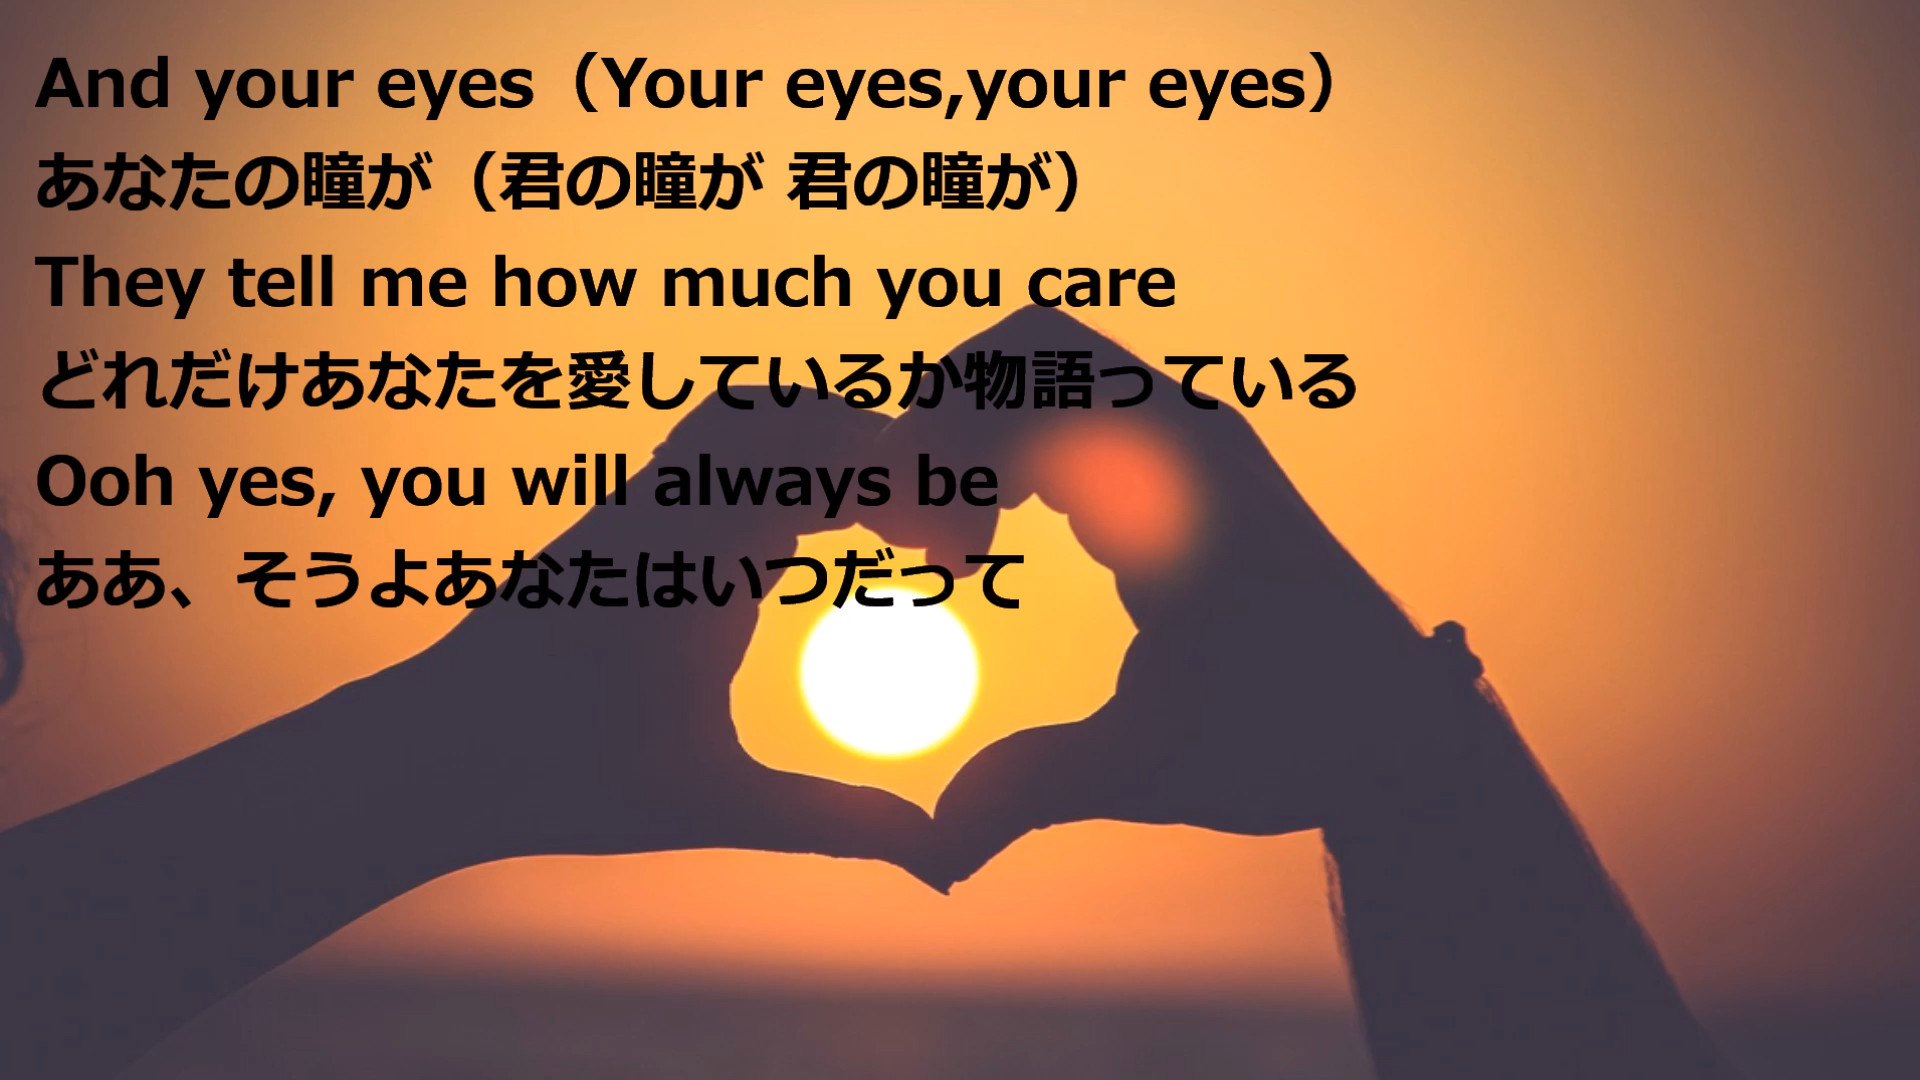 And your eyes（Your eyes,your eyes）
あなたの瞳が（君の瞳が 君の瞳が）
They tell me how much you care
どれだけあなたを愛しているか物語っている
Ooh yes, you will always be
ああ、そうよあなたはいつだって